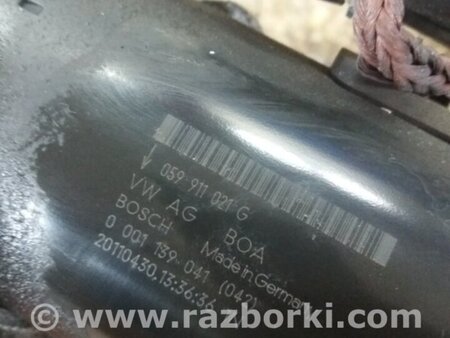 059 911 021 G
VW AG BOA
BOSCH Made in Germany
0 001 139 041 (042)
20110430.13:36:36
www.razborki.com